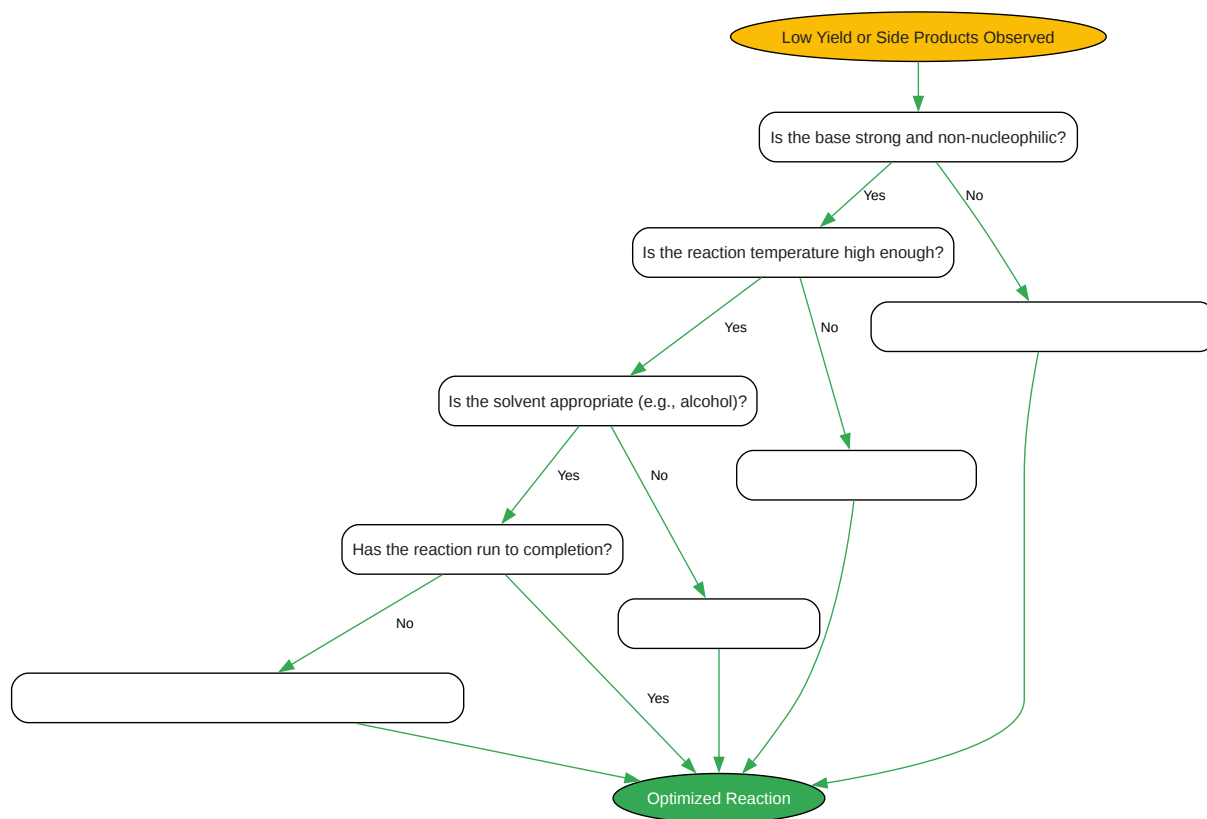 Low Yield or Side Products Observed
Is the base strong and non-nucleophilic?
Yes
No
Is the reaction temperature high enough?
Yes
No
Is the solvent appropriate (e.g., alcohol)?
Yes
No
Has the reaction run to completion?
No
Yes
Optimized Reaction